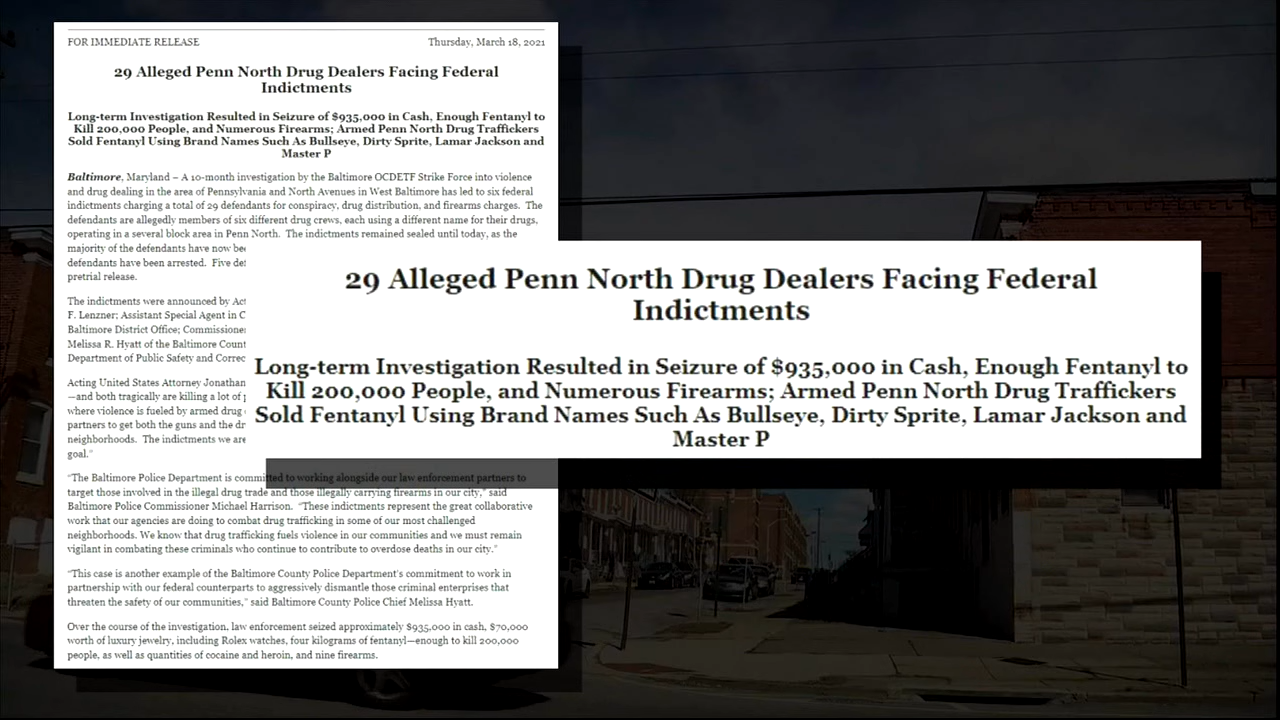 FOR IMMEDIATE RELEASE Thursday, March 18, 2021
29 Alleged Penn North Drug Dealers Facing Federal
Indictments
Long-term Investigation Resulted in Seizure of $935,000 in Cash, Enough Fentanyl to
Kill 200,000 People, and Numerous Firearms; Armed Penn North Drug Traffickers
Sold Fentanyl Using Brand Names Such As Bullseye, Dirty Sprite, Lamar Jackson and
Master P
Baltimore, Maryland – A 10-month investigation by the Baltimore OCDETF Strike Force into violence
and drug dealing in the area of Pennsylvania and North Avenues in West Baltimore has led to six federal
indictments charging a total of 29 defendants for conspiracy, drug distribution, and firearms charges. The
defendants are allegedly members of six different drug crews, each using a different name for their drugs,
operating in a several block area in Penn North. The indictments remained sealed until today, as the
majority of the defendants have now
defendants have been arrested. Five
pretrial release.
The indictments were announced by
F. Lenzner; Assistant Special Agent in
Baltimore District Office;
Melissa R. Hyatt of the Baltimore
Department of Public Safety and
Acting United States Attorney Jonathan
—and both tragically are killing a lot of
where violence is fueled by armed drug
partners to get both the guns and the
neighborhoods. The indictments we are
goal.”
“The Baltimore Police Department is committed to working alongside our law enforcement partners to
target those involved in the illegal drug trade and those illegally carrying firearms in our city,” said
Baltimore Police Commissioner Michael Harrison. “These indictments represent the great collaborative
work that our agencies are doing to combat drug trafficking in some of our most challenged
neighborhoods. We know that drug trafficking fuels violence in our communities and we must remain
vigilant in combating these criminals who continue to contribute to overdose deaths in our city.”
“This case is another example of the Baltimore County Police Department’s commitment to work in
partnership with our federal counterparts to aggressively dismantle those criminal enterprises that
threaten the safety of our communities,” said Baltimore County Police Chief Melissa Hyatt.
Over the course of the investigation, law enforcement seized approximately $935,000 in cash, $70,000
worth of luxury jewelry, including Rolex watches, four kilograms of fentanyl—enough to kill 200,000
people, as well as quantities of cocaine and heroin, and nine firearms.
29 Alleged Penn North Drug Dealers Facing Federal
Indictments
Long-term Investigation Resulted in Seizure of $935,000 in Cash, Enough Fentanyl to
Kill 200,000 People, and Numerous Firearms; Armed Penn North Drug Traffickers
Sold Fentanyl Using Brand Names Such As Bullseye, Dirty Sprite, Lamar Jackson and
Master P